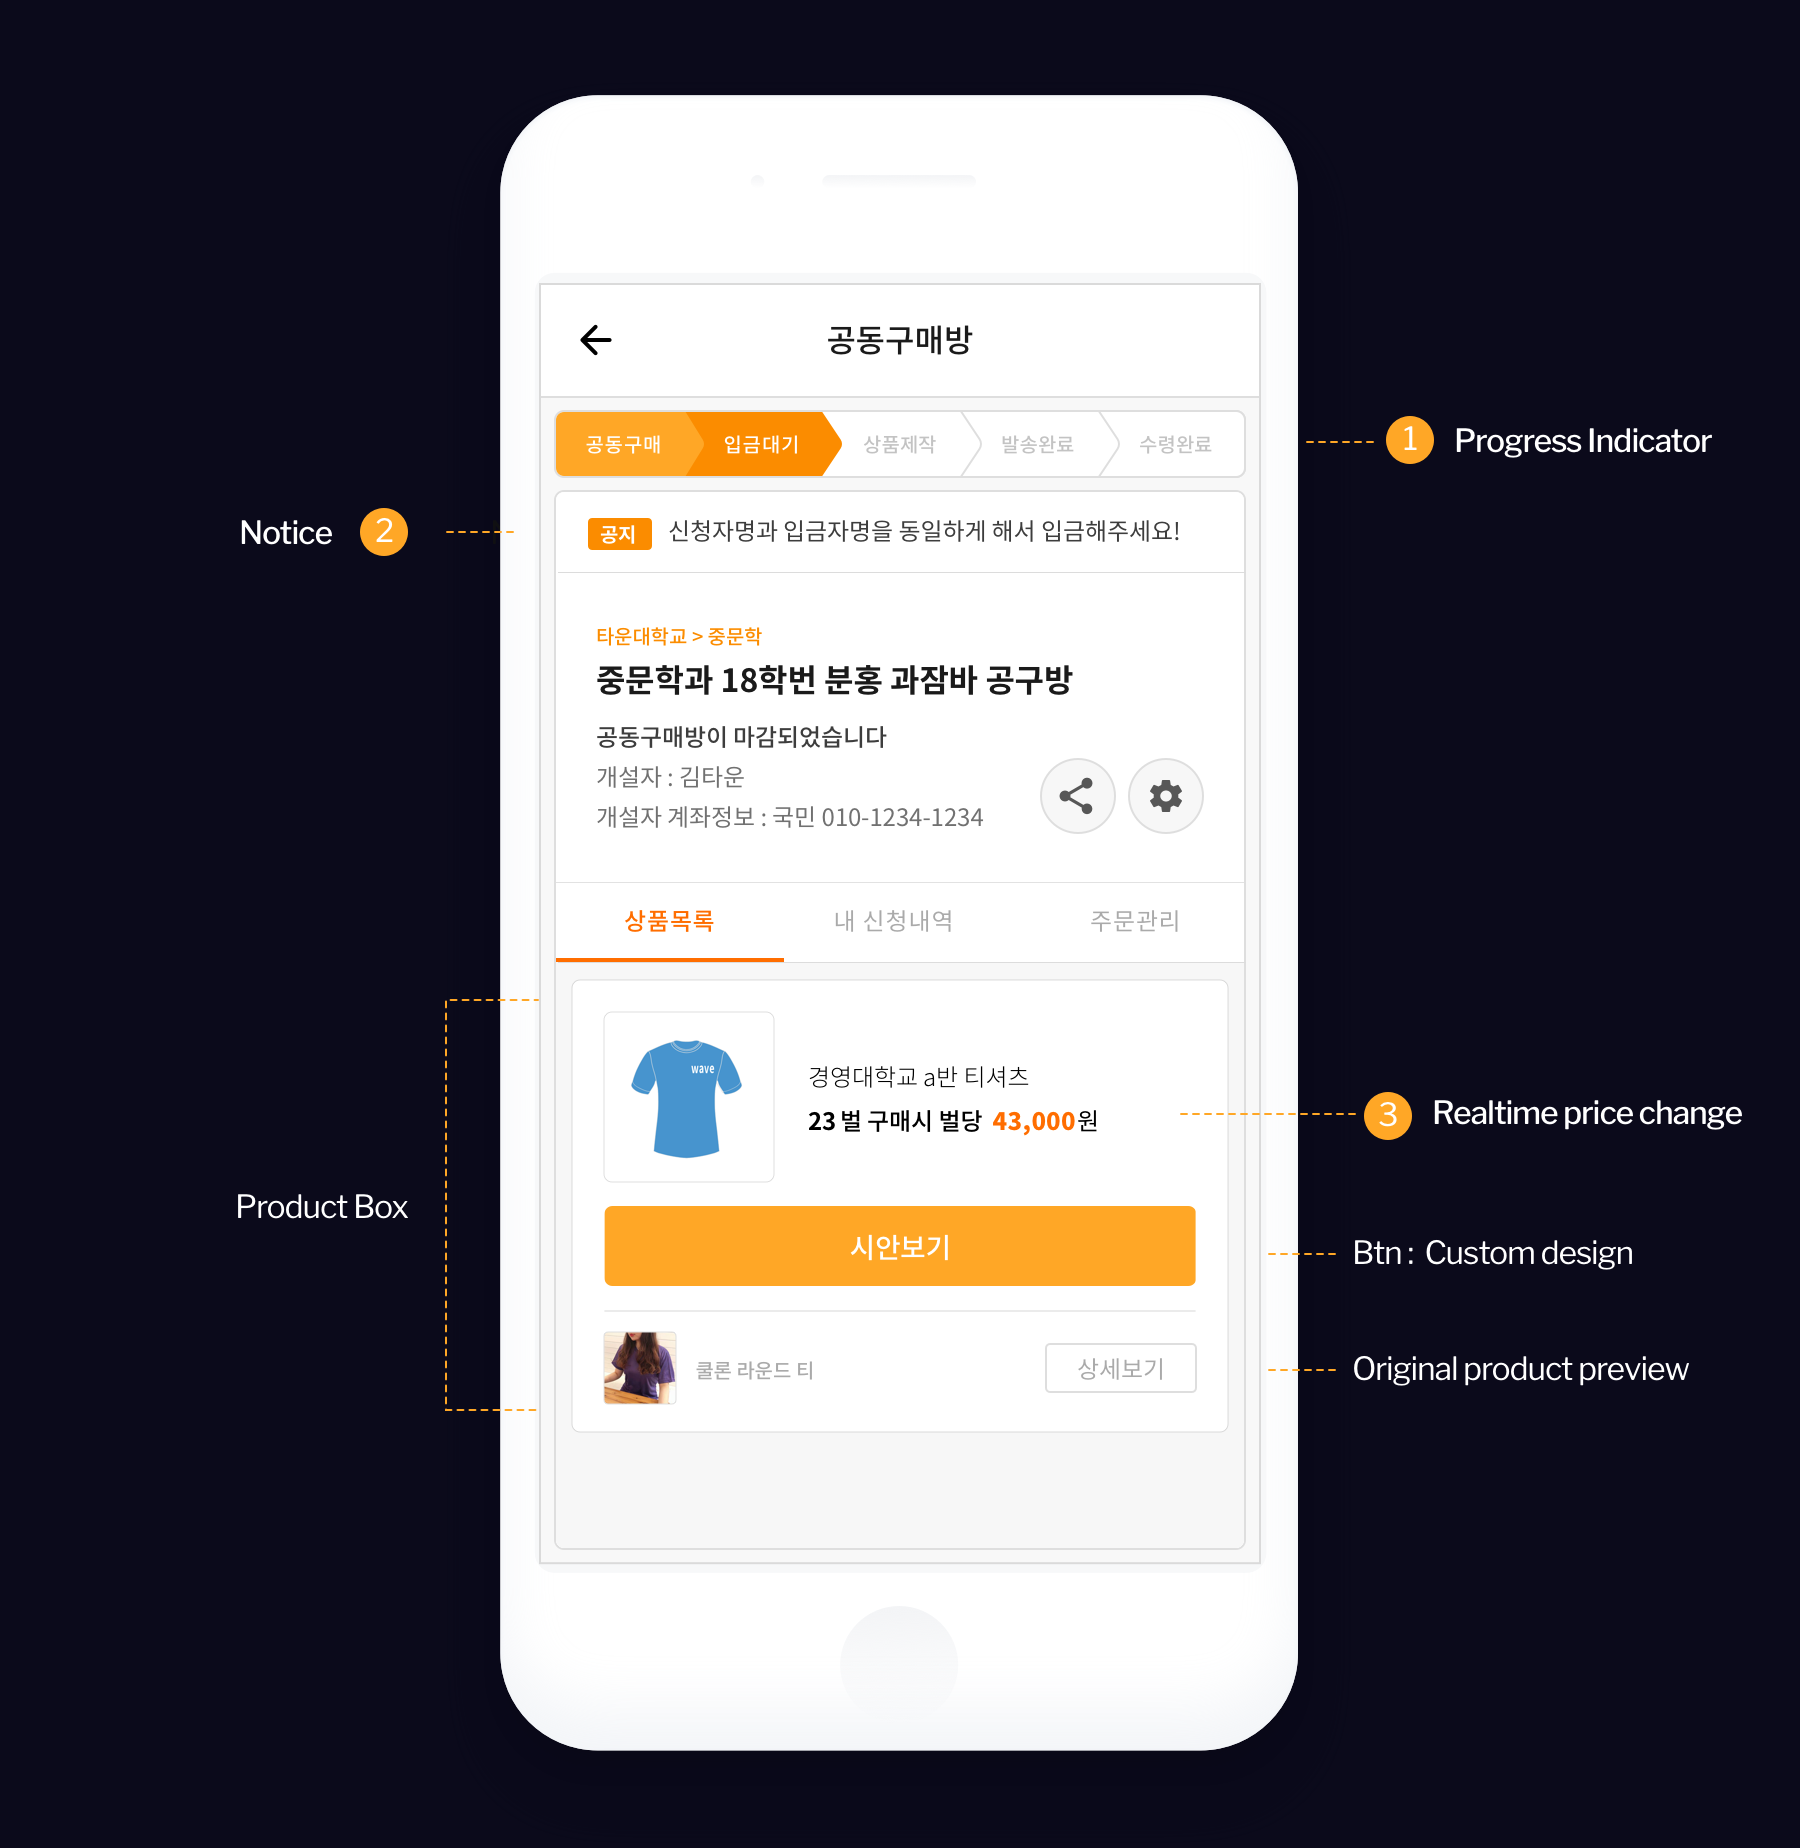 공동구매방
공동구매 입금대기 상품제작 발송완료 수령완료
1 Progress Indicator
Notice 2
공지 신청자명과 입금자명을 동일하게 해서 입금해주세요!
타운대학교 > 중문학
중문학과 18학번 분홍 과잠바 공구방
공동구매방이 마감되었습니다
개설자 : 김타운
개설자 계좌정보 : 국민 010-1234-1234
상품목록 내 신청내역 주문관리
Product Box
wave
경영대학교 a반 티셔츠
23 벌 구매시 벌당 43,000원
3 Realtime price change
시안보기
Btn : Custom design
쿨론 라운드 티
상세보기
Original product preview